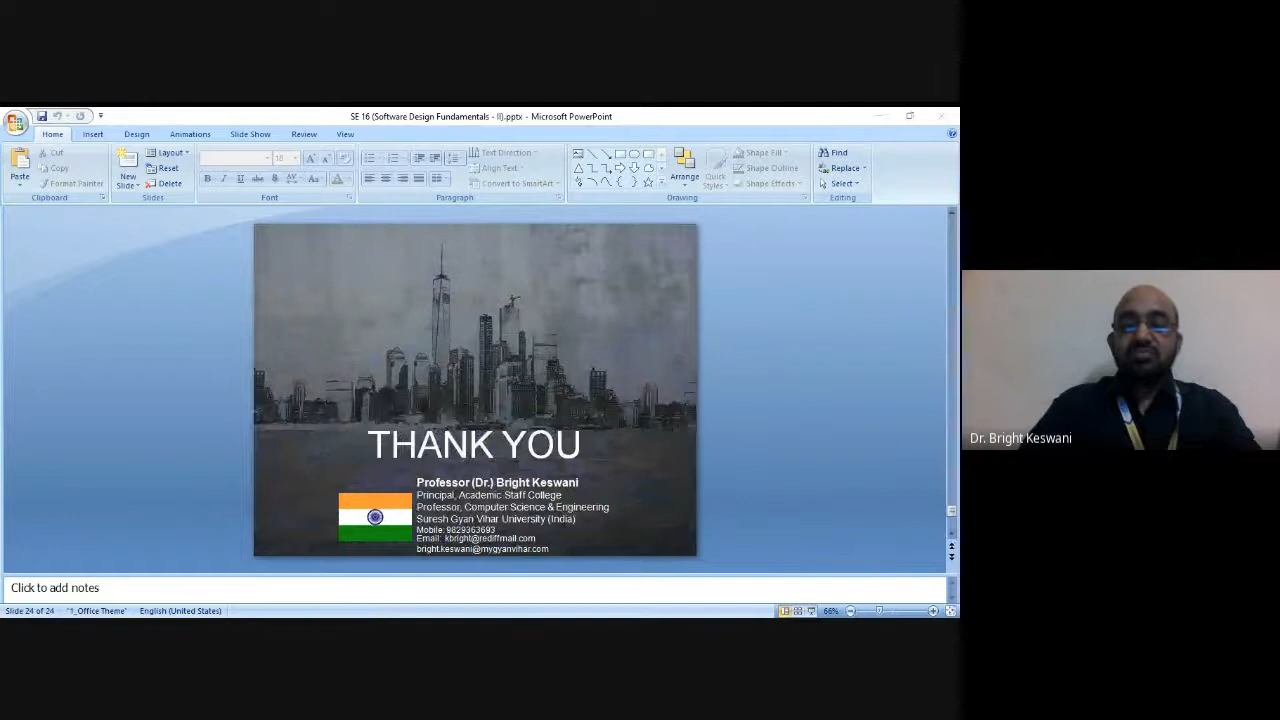 SE 16 (Software Design Fundamentals - II).pptx - Microsoft PowerPoint
Home Insert Design Animations Slide Show Review View
Paste
Cut
Copy
Format Painter
Clipboard
New Slide
Layout
Reset
Delete
Slides
18
B I U abc S AV Aa A
Font
Text Direction
Align Text
Convert to SmartArt
Paragraph
Arrange
Quick Styles
Shape Fill
Shape Outline
Shape Effects
Drawing
Find
Replace
Select
Editing
THANK YOU
Professor (Dr.) Bright Keswani
Principal, Academic Staff College
Professor, Computer Science & Engineering
Suresh Gyan Vihar University (India)
Mobile: 9829363693
Email: kbright@rediffmail.com
bright.keswani@mygyanvihar.com
Dr. Bright Keswani
Click to add notes
Slide 24 of 24 "1_Office Theme" English (United States) 66%